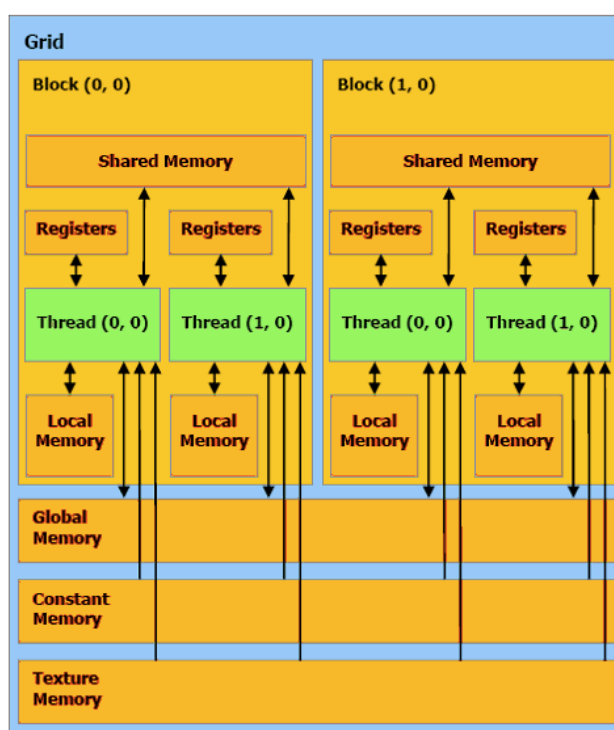 Grid
Block (0, 0)
Block (1, 0)
Shared Memory
Shared Memory
Registers
Registers
Registers
Registers
Thread (0, 0)
Thread (1, 0)
Thread (0, 0)
Thread (1, 0)
Local
Memory
Local
Memory
Local
Memory
Local
Memory
Global
Memory
Constant
Memory
Texture
Memory